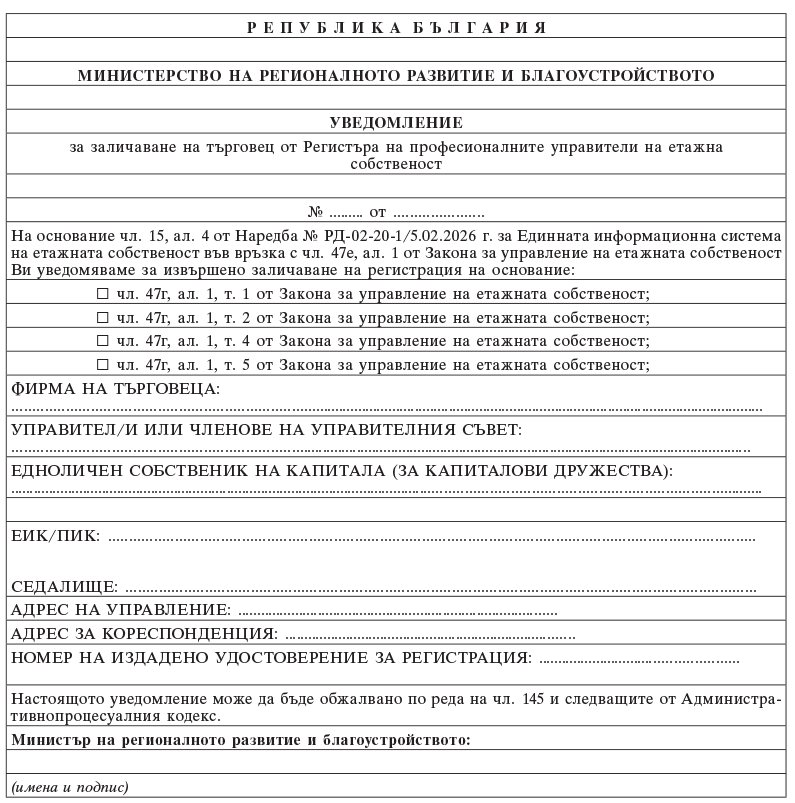 Р Е П У Б Л И К А Б Ъ Л Г А Р И Я
МИНИСТЕРСТВО НА РЕГИОНАЛНОТО РАЗВИТИЕ И БЛАГОУСТРОЙСТВОТО
УВЕДОМЛЕНИЕ
за заличаване на търговец от Регистъра на професионалните управители на етажна
собственост
№ ......... от ......................
На основание чл. 15, ал. 4 от Наредба № РД-02-20-1/5.02.2026 г. за Единната информационна система
на етажната собственост във връзка с чл. 47е, ал. 1 от Закона за управление на етажната собственост
Ви уведомяваме за извършено заличаване на регистрация на основание:
☐ чл. 47г, ал. 1, т. 1 от Закона за управление на етажната собственост;
☐ чл. 47г, ал. 1, т. 2 от Закона за управление на етажната собственост;
☐ чл. 47г, ал. 1, т. 4 от Закона за управление на етажната собственост;
☐ чл. 47г, ал. 1, т. 5 от Закона за управление на етажната собственост;
ФИРМА НА ТЪРГОВЕЦА:
................................................................................
УПРАВИТЕЛ/И ИЛИ ЧЛЕНОВЕ НА УПРАВИТЕЛНИЯ СЪВЕТ:
................................................................................
ЕДНОЛИЧЕН СОБСТВЕНИК НА КАПИТАЛА (ЗА КАПИТАЛОВИ ДРУЖЕСТВА):
................................................................................
ЕИК/ПИК: ................................................................................
СЕДАЛИЩЕ: ................................................................................
АДРЕС НА УПРАВЛЕНИЕ: ................................................................................
АДРЕС ЗА КОРЕСПОНДЕНЦИЯ: ......................................................................
НОМЕР НА ИЗДАДЕНО УДОСТОВЕРЕНИЕ ЗА РЕГИСТРАЦИЯ: ..................................................
Настоящото уведомление може да бъде обжалвано по реда на чл. 145 и следващите от Администра-
тивнопроцесуалния кодекс.
Министър на регионалното развитие и благоустройството:
(имена и подпис)